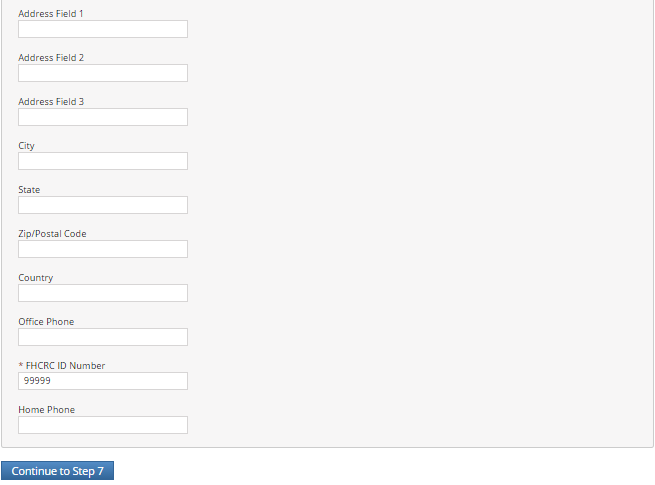 Address Field 1
Address Field 2
Address Field 3
City
State
Zip/Postal Code
Country
Office Phone
* FHCRC ID Number
99999
Home Phone
Continue to Step 7